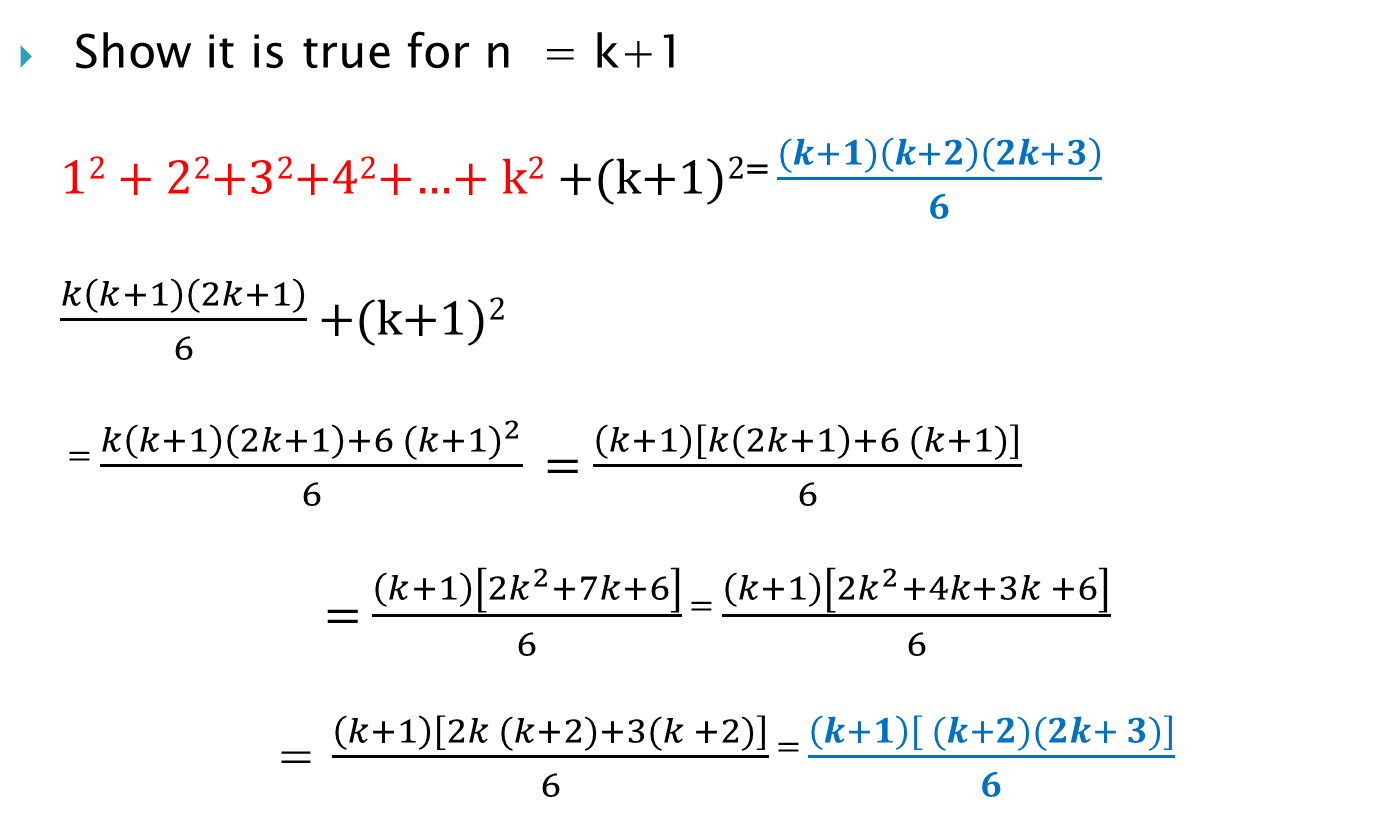 Show it is true for n = k+1
1² + 2²+3²+4²+…+ k² +(k+1)²= (k+1)(k+2)(2k+3)/6
k(k+1)(2k+1)/6 +(k+1)²
= k(k+1)(2k+1)+6 (k+1)²/6 = (k+1)[k(2k+1)+6 (k+1)]/6
= (k+1)[2k²+7k+6]/6 = (k+1)[2k²+4k+3k +6]/6
= (k+1)[2k (k+2)+3(k +2)]/6 = (k+1)[ (k+2)(2k+ 3)]/6